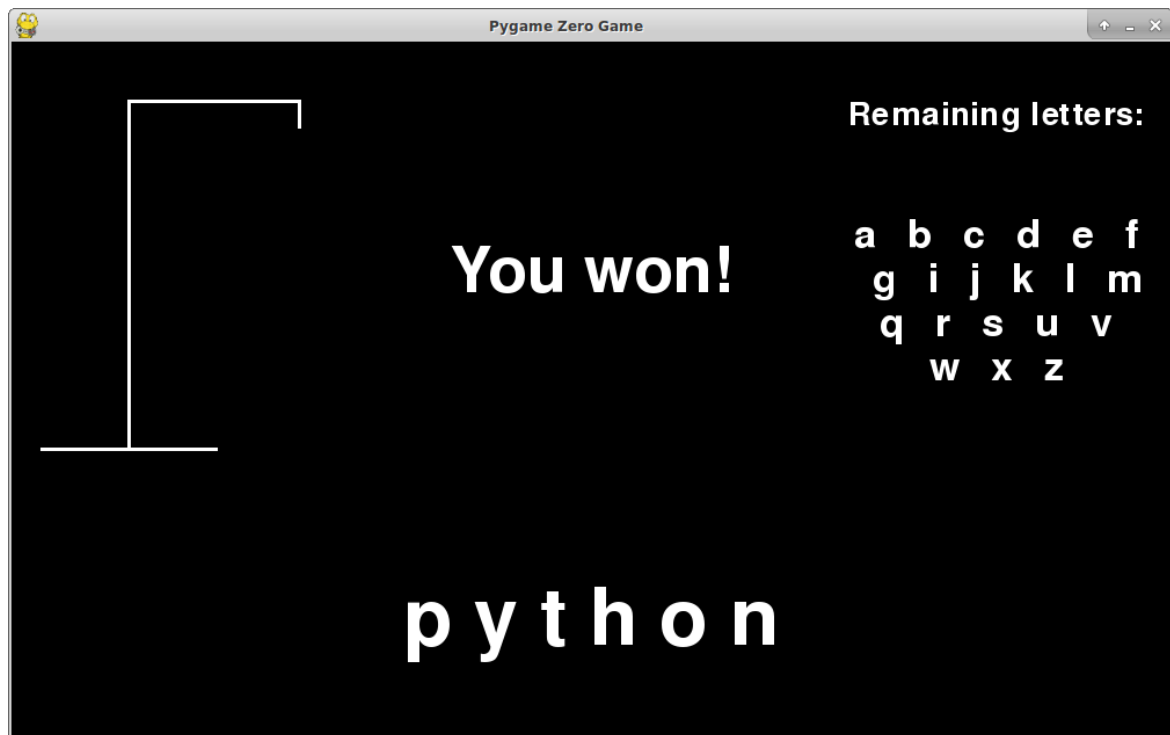 Pygame Zero Game
Remaining letters:
a b c d e f
g i j k l m
q r s u v
w x z
You won!
p y t h o n